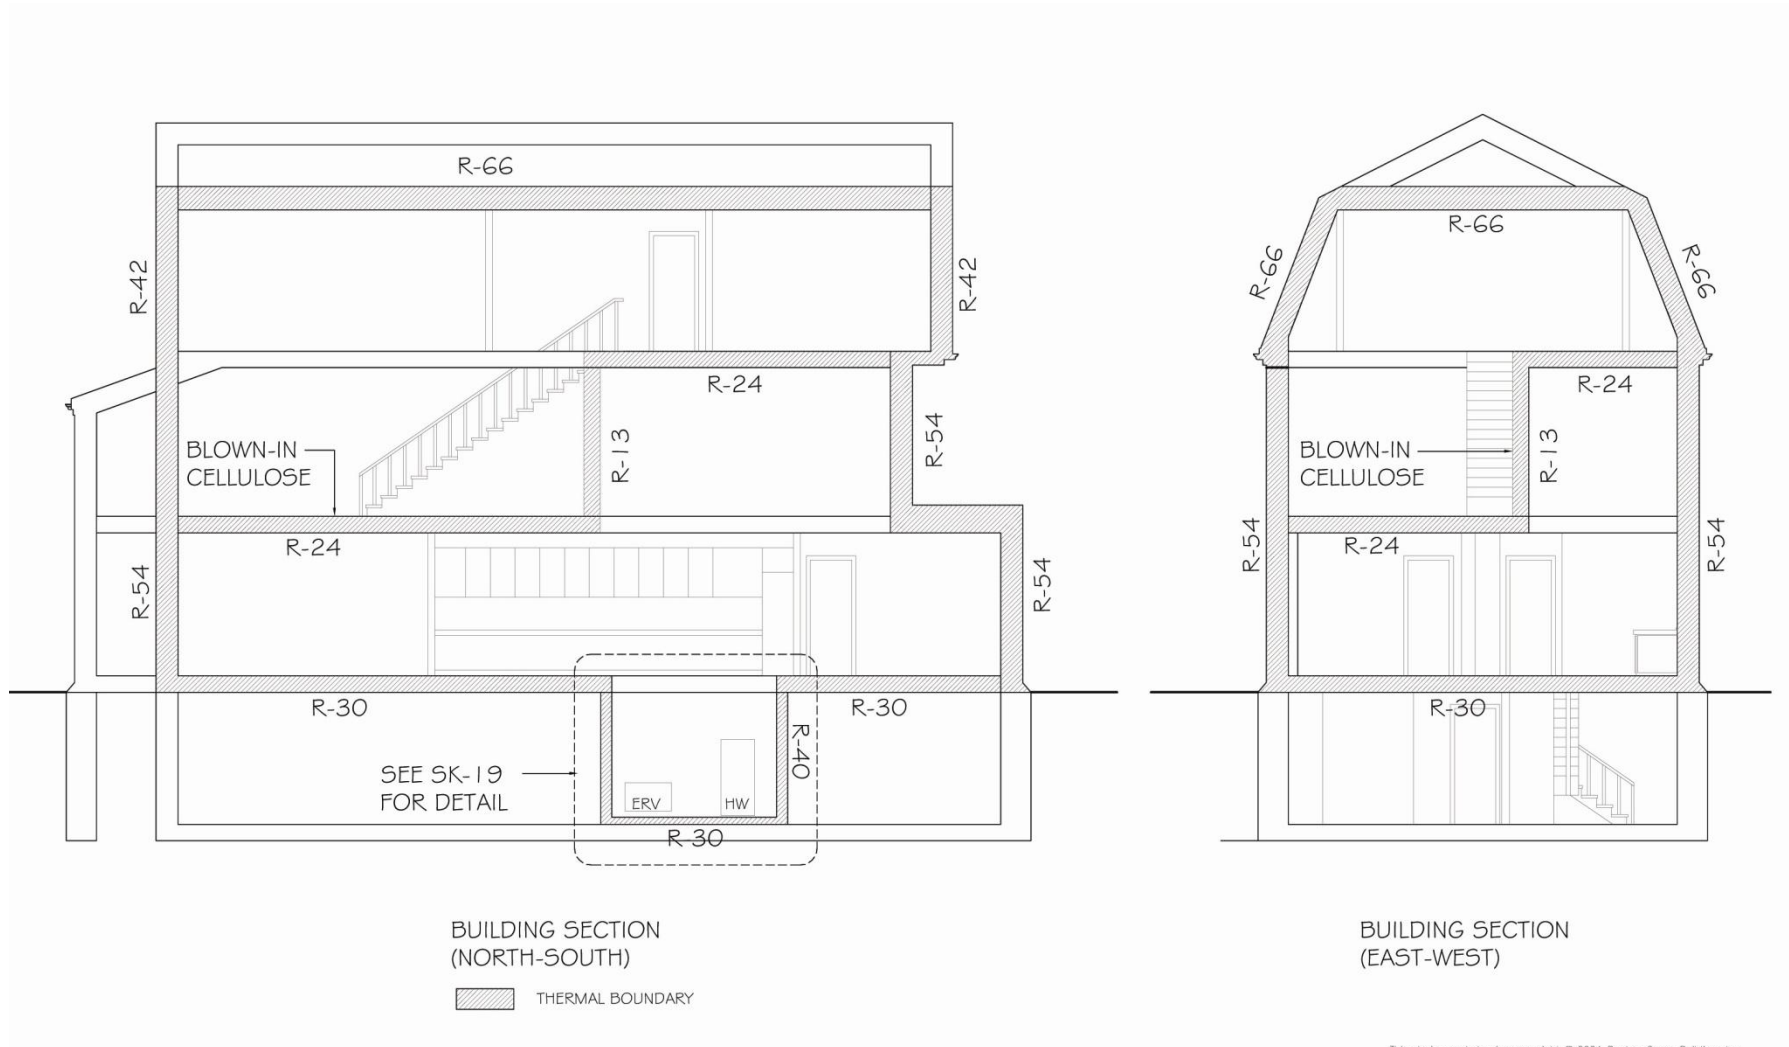 R-66
R-42
R-42
R-24
BLOWN-IN
CELLULOSE
R-13
R-54
R-24
R-54
R-54
R-30
R-30
R-40
SEE SK-19
FOR DETAIL
ERV
HW
R-30
BUILDING SECTION
(NORTH-SOUTH)
THERMAL BOUNDARY
R-66
R-66
R-66
R-24
BLOWN-IN
CELLULOSE
R-13
R-54
R-24
R-54
R-30
BUILDING SECTION
(EAST-WEST)